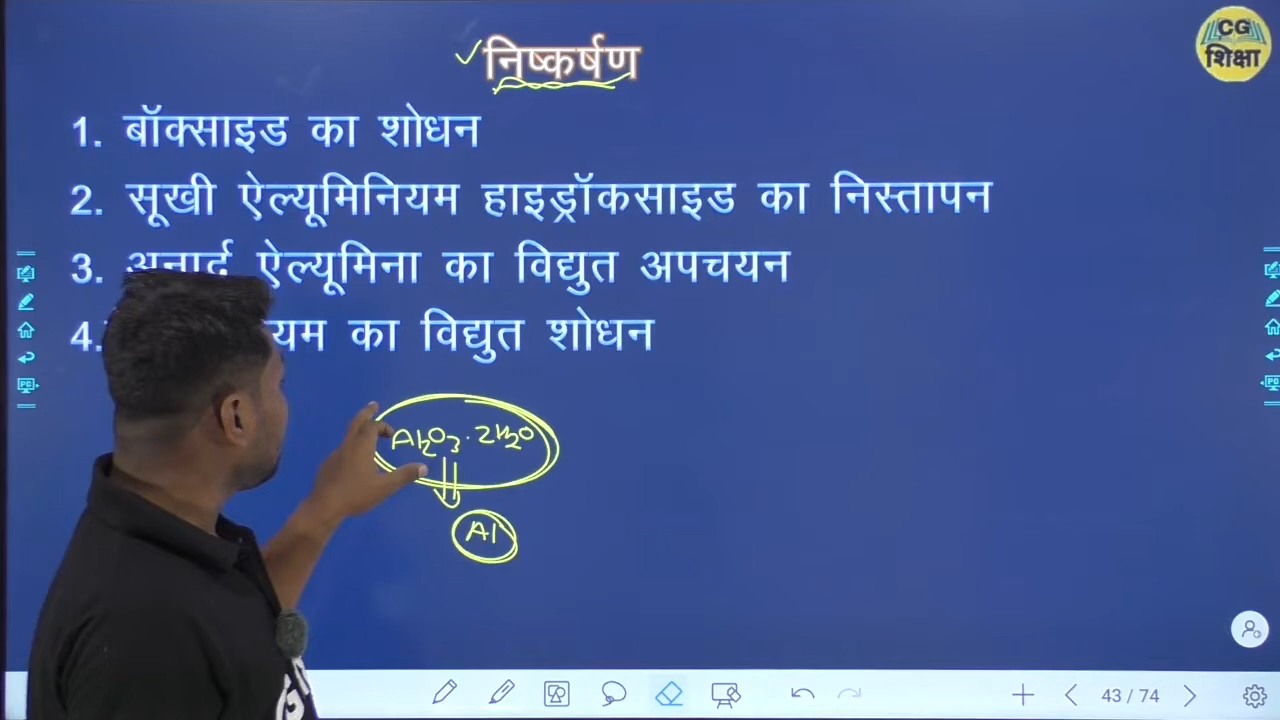 निष्कर्षण
CG
शिक्षा
1. बॉक्साइड का शोधन
2. सूखी ऐल्यूमिनियम हाइड्रॉकसाइड का निस्तापन
3. ऐल्यूमिना का विद्युत अपचयन
4. यम का विद्युत शोधन
Al2O3.2H2O
Al
43 / 74